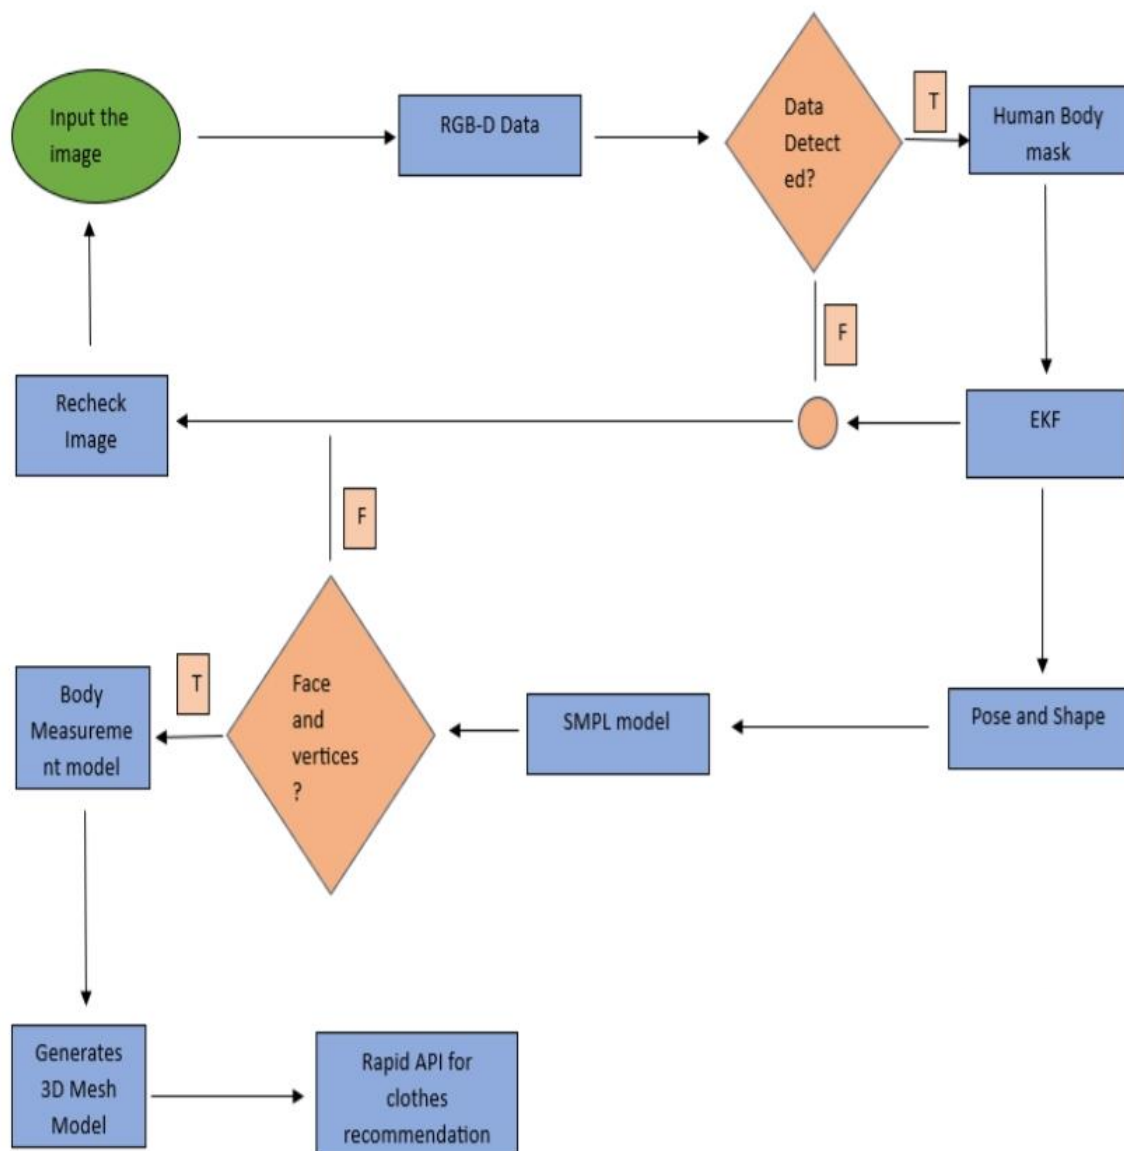 Input the
image
RGB-D Data
Data
Detect
ed?
T
Human Body
mask
F
Recheck
Image
EKF
F
Body
Measureme
nt model
T
Face
and
vertices
?
SMPL model
Pose and Shape
Generates
3D Mesh
Model
Rapid API for
clothes
recommendation